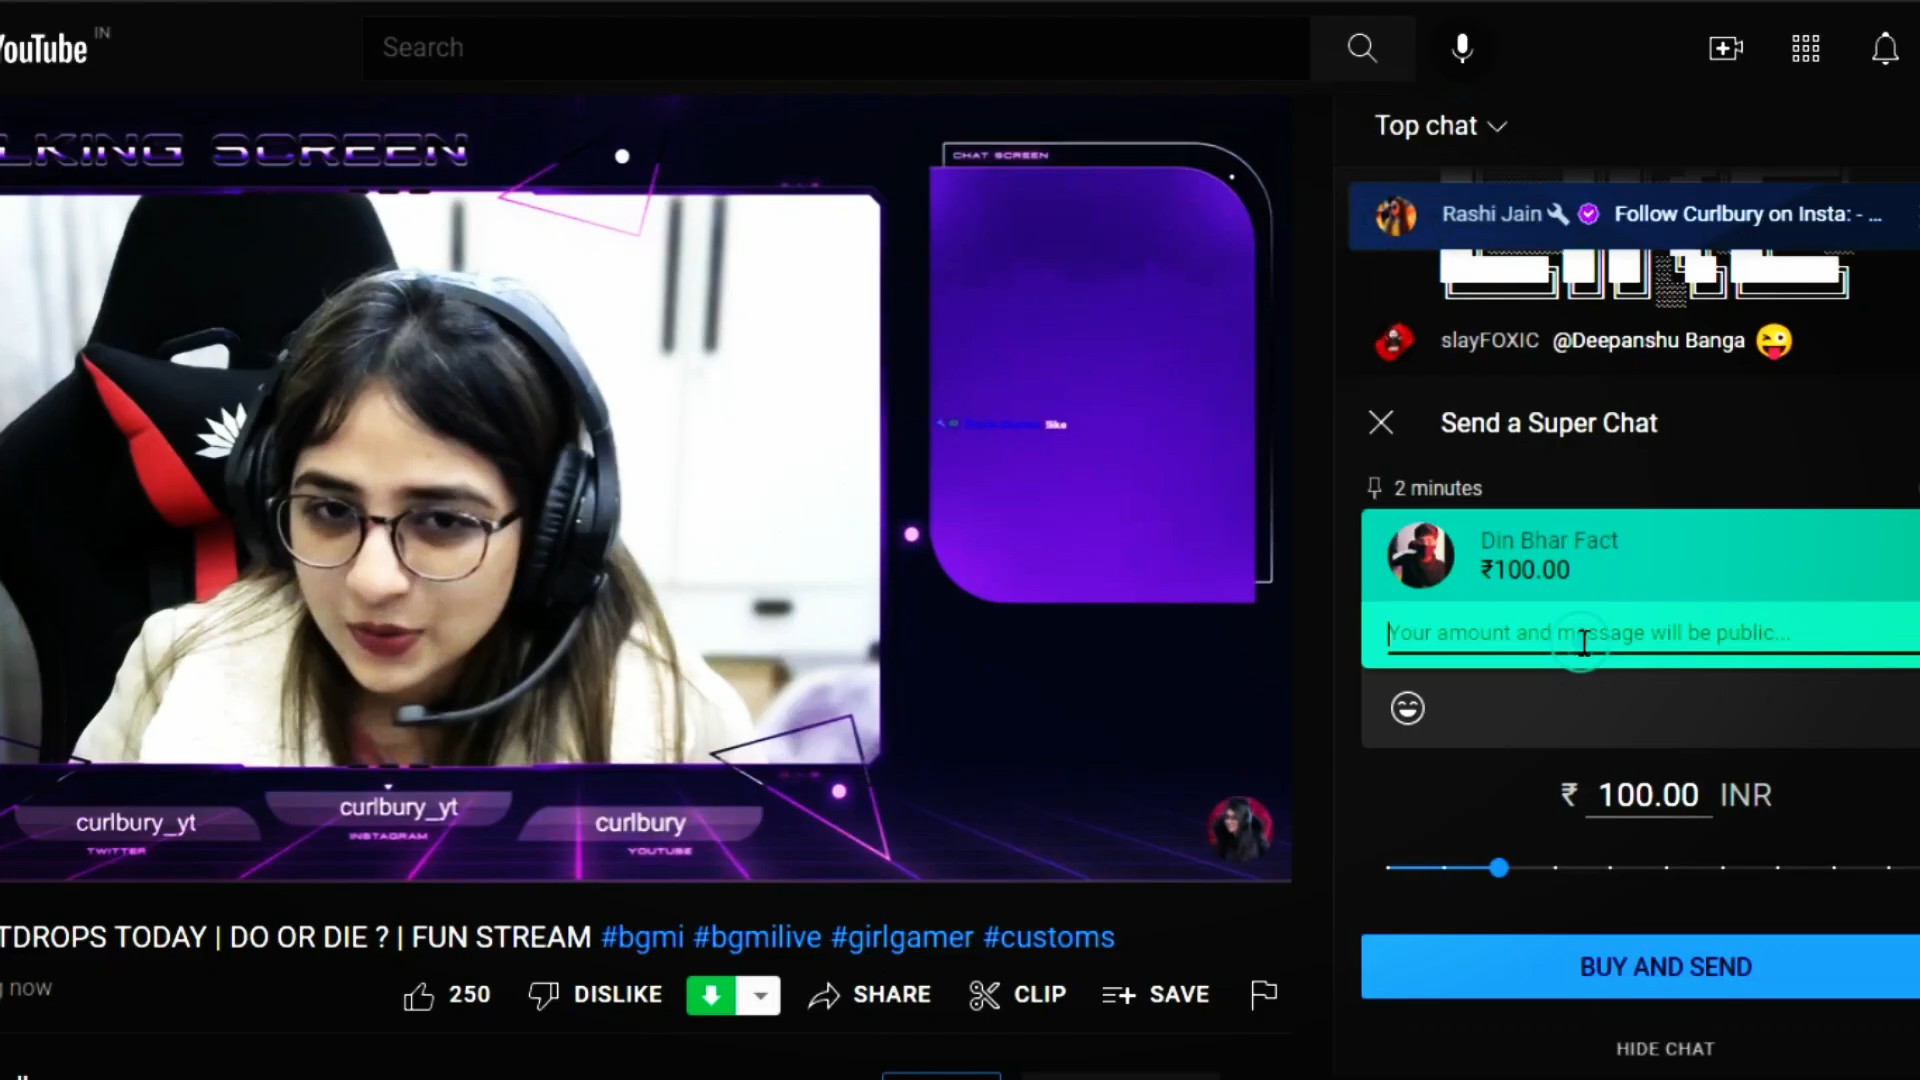 YouTube IN
Search
LKING SCREEN
CHAT SCREEN
Top chat
Rashi Jain Follow Curlbury on Insta: - ...
slayFOXIC @Deepanshu Banga
Send a Super Chat
2 minutes
Din Bhar Fact
₹100.00
Your amount and message will be public...
₹ 100.00 INR
BUY AND SEND
HIDE CHAT
curlbury_yt
TWITTER
curlbury_yt
INSTAGRAM
curlbury
YOUTUBE
TDROPS TODAY | DO OR DIE ? | FUN STREAM #bgmi #bgmilive #girlgamer #customs
g now
250 DISLIKE SHARE CLIP SAVE